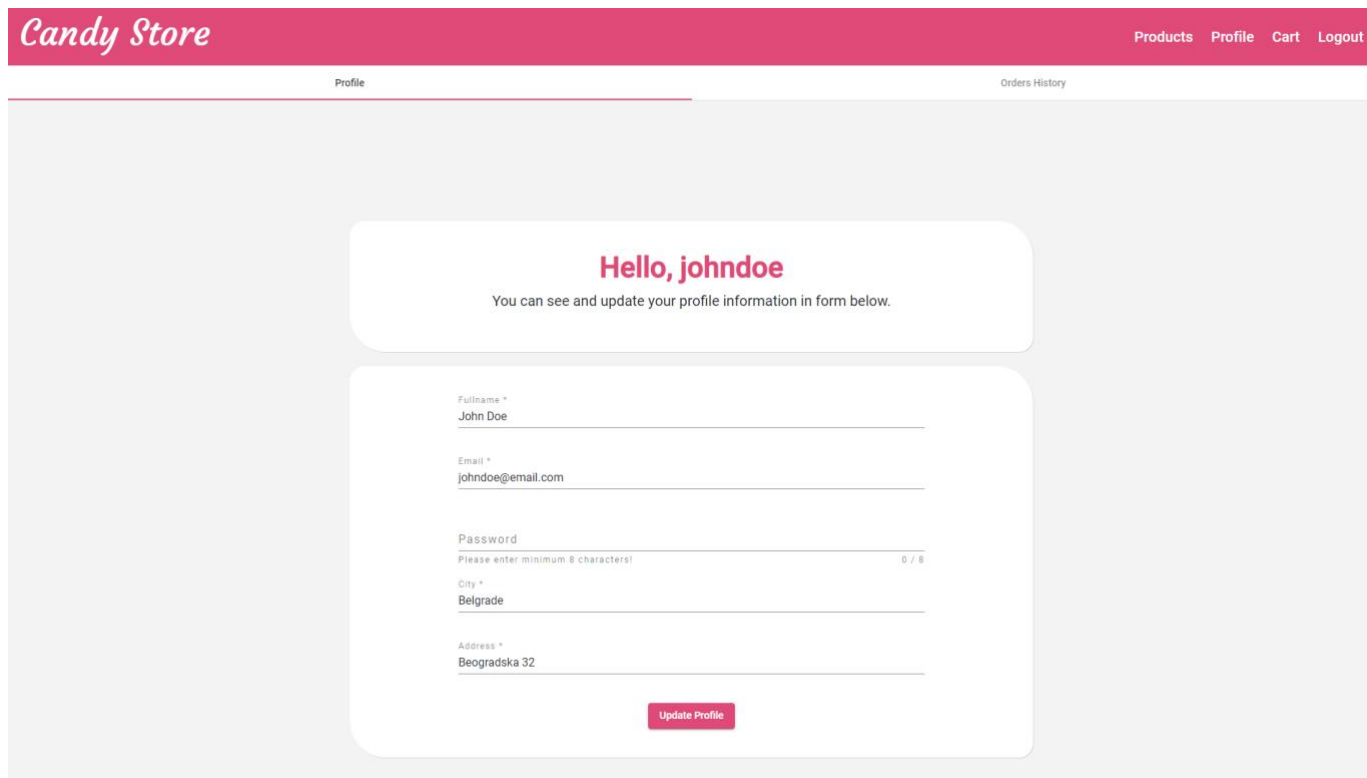 Candy Store
Products Profile Cart Logout
Profile Orders History
Hello, johndoe
You can see and update your profile information in form below.
Fullname *
John Doe
Email *
johndoe@email.com
Password
Please enter minimum 8 characters! 0 / 8
City *
Belgrade
Address *
Beogradska 32
Update Profile